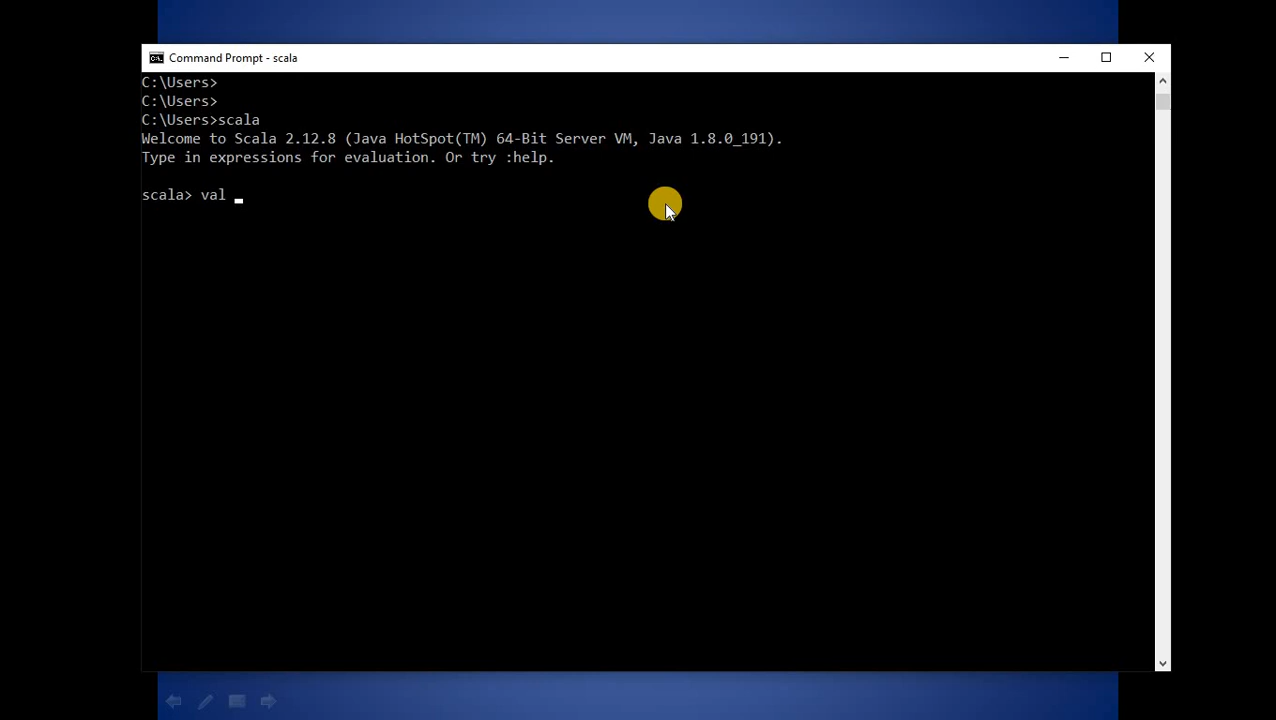 Command Prompt - scala
C:\Users>
C:\Users>
C:\Users>scala
Welcome to Scala 2.12.8 (Java HotSpot(TM) 64-Bit Server VM, Java 1.8.0_191).
Type in expressions for evaluation. Or try :help.
scala> val